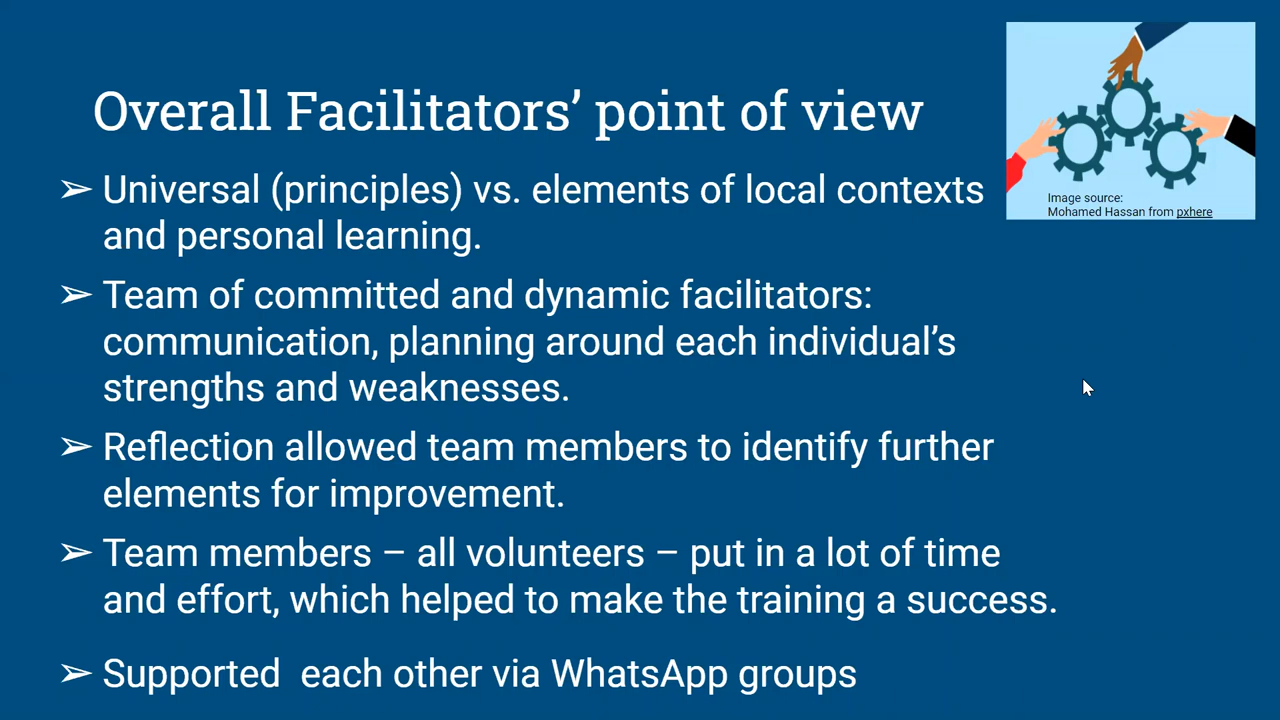 Overall Facilitators’ point of view
➢ Universal (principles) vs. elements of local contexts
and personal learning.
➢ Team of committed and dynamic facilitators:
communication, planning around each individual’s
strengths and weaknesses.
➢ Reflection allowed team members to identify further
elements for improvement.
➢ Team members – all volunteers – put in a lot of time
and effort, which helped to make the training a success.
➢ Supported  each other via WhatsApp groups
Image source:
Mohamed Hassan from pxhere